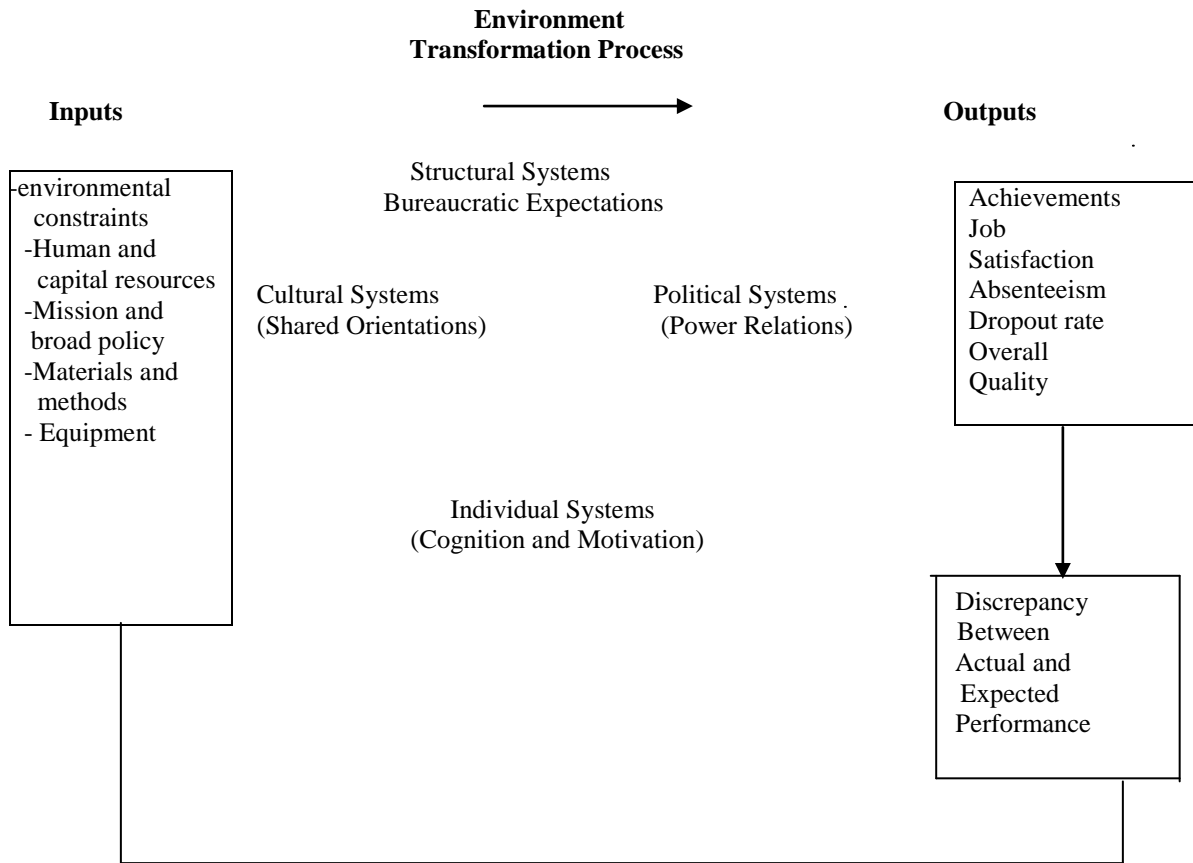 Environment
Transformation Process
Inputs
Outputs
-environmental
constraints
-Human and
capital resources
-Mission and
broad policy
-Materials and
methods
- Equipment
Structural Systems
Bureaucratic Expectations
Cultural Systems
(Shared Orientations)
Political Systems
(Power Relations)
Individual Systems
(Cognition and Motivation)
Achievements
Job
Satisfaction
Absenteeism
Dropout rate
Overall
Quality
Discrepancy
Between
Actual and
Expected
Performance